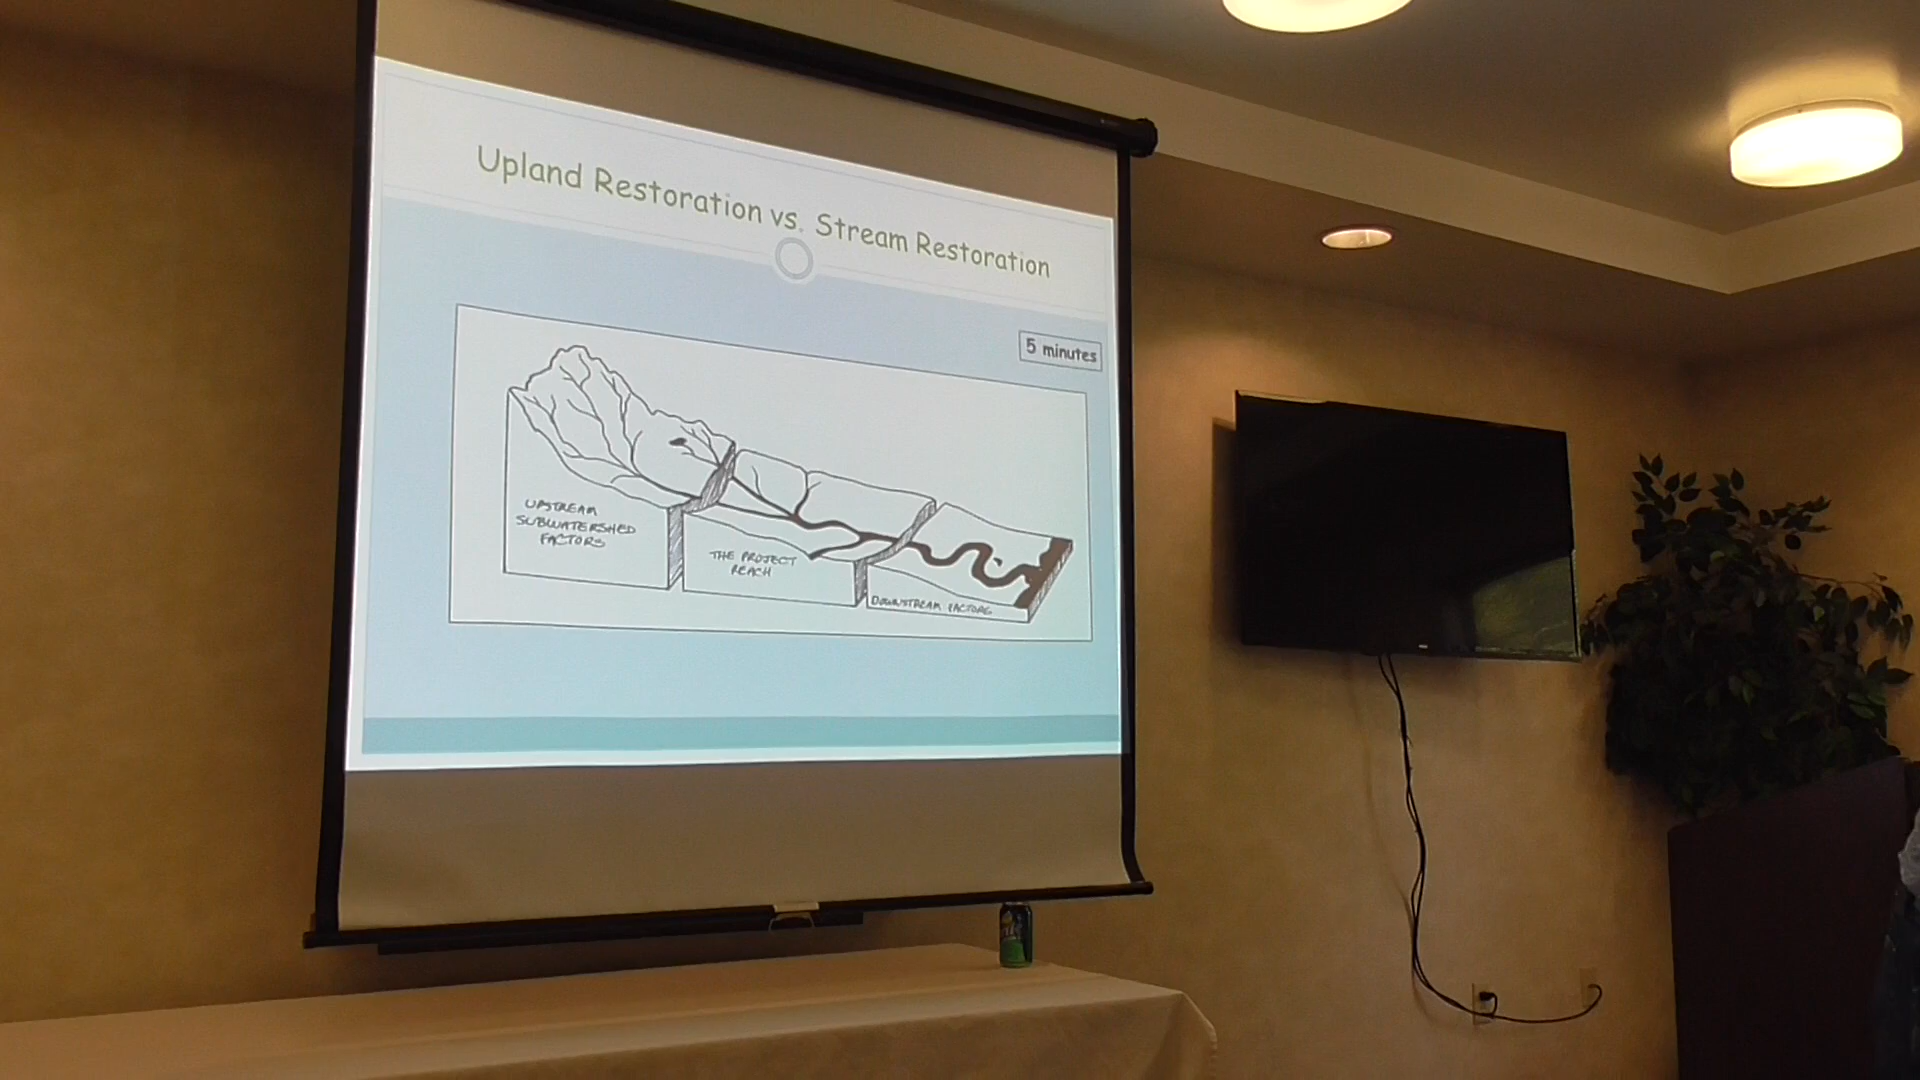 Upland Restoration vs. Stream Restoration
5 minutes
UPSTREAM
SUBWATERSHED
FACTORS
THE PROJECT
REACH
DOWNSTREAM FACTORS